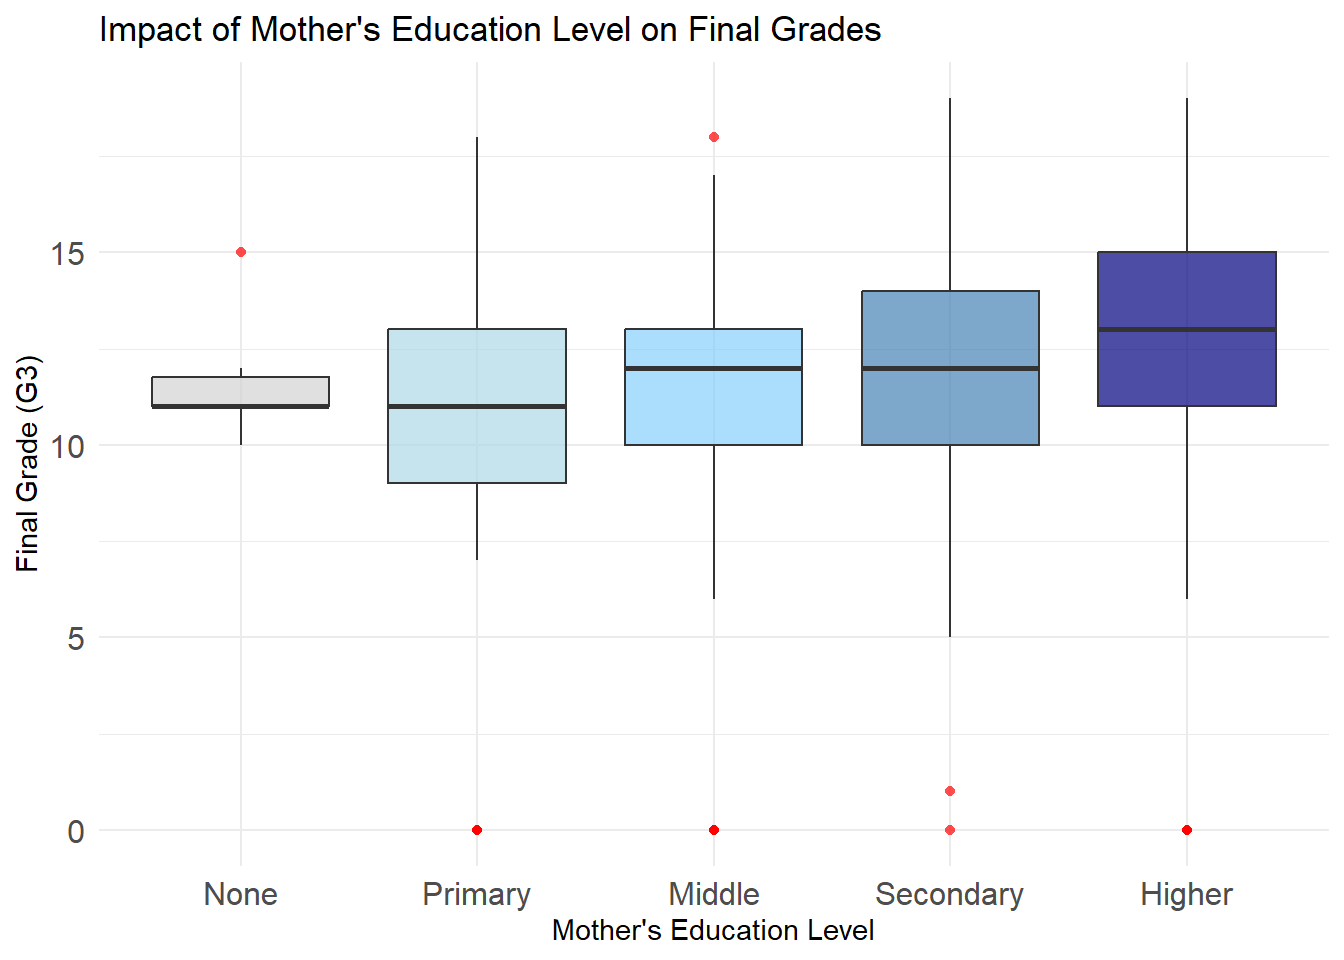 Impact of Mother's Education Level on Final Grades
Final Grade (G3)
15
10
5
0
None Primary Middle Secondary Higher
Mother's Education Level